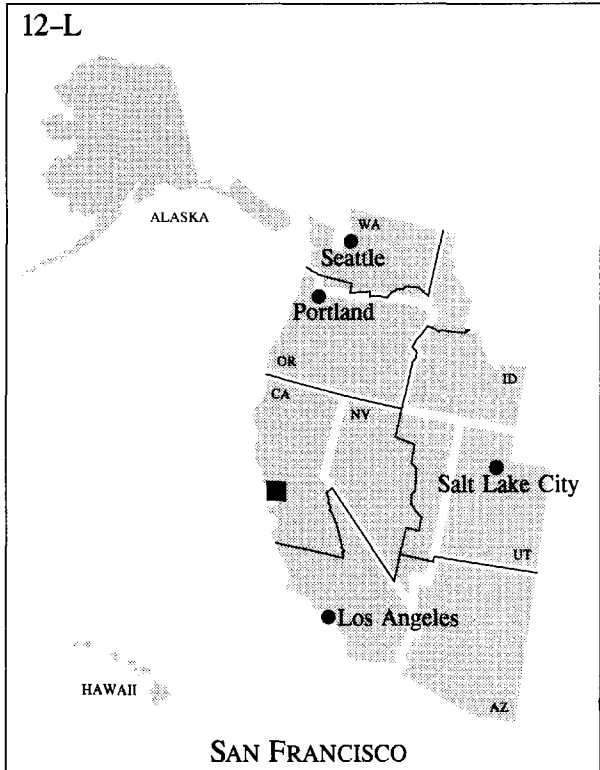 12-L
ALASKA
WA
Seattle
Portland
OR
ID
CA
NV
Salt Lake City
UT
Los Angeles
HAWAII
AZ
SAN FRANCISCO